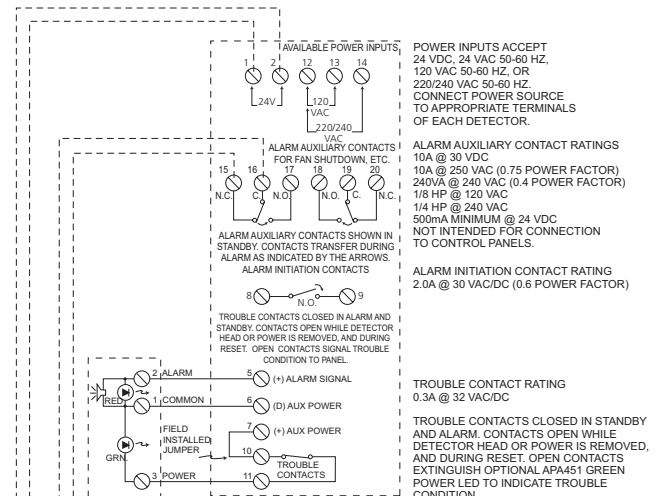 AVAILABLE POWER INPUTS
1 2 12 13 14
24V 120
VAC
220/240
VAC
ALARM AUXILIARY CONTACTS
FOR FAN SHUTDOWN, ETC.
15 16 17 18 19 20
N.C. C. N.O. N.O. C. N.C.
ALARM AUXILIARY CONTACTS SHOWN IN
STANDBY. CONTACTS TRANSFER DURING
ALARM AS INDICATED BY THE ARROWS.
ALARM INITIATION CONTACTS
8 9
N.O.
TROUBLE CONTACTS CLOSED IN ALARM AND
STANDBY. CONTACTS OPEN WHILE DETECTOR
HEAD OR POWER IS REMOVED, AND DURING
RESET. OPEN CONTACTS SIGNAL TROUBLE
CONDITION TO PANEL.
2 ALARM 5 (+) ALARM SIGNAL
RED 1 COMMON 6 (D) AUX POWER
7 (+) AUX POWER
FIELD
INSTALLED
JUMPER
GRN
10
TROUBLE
CONTACTS
3 POWER 11
POWER INPUTS ACCEPT
24 VDC, 24 VAC 50-60 HZ,
120 VAC 50-60 HZ, OR
220/240 VAC 50-60 HZ.
CONNECT POWER SOURCE
TO APPROPRIATE TERMINALS
OF EACH DETECTOR.
ALARM AUXILIARY CONTACT RATINGS
10A @ 30 VDC
10A @ 250 VAC (0.75 POWER FACTOR)
240VA @ 240 VAC (0.4 POWER FACTOR)
1/8 HP @ 120 VAC
1/4 HP @ 240 VAC
500mA MINIMUM @ 24 VDC
NOT INTENDED FOR CONNECTION
TO CONTROL PANELS.
ALARM INITIATION CONTACT RATING
2.0A @ 30 VAC/DC (0.6 POWER FACTOR)
TROUBLE CONTACT RATING
0.3A @ 32 VAC/DC
TROUBLE CONTACTS CLOSED IN STANDBY
AND ALARM. CONTACTS OPEN WHILE
DETECTOR HEAD OR POWER IS REMOVED,
AND DURING RESET. OPEN CONTACTS
EXTINGUISH OPTIONAL APA451 GREEN
POWER LED TO INDICATE TROUBLE
CONDITION